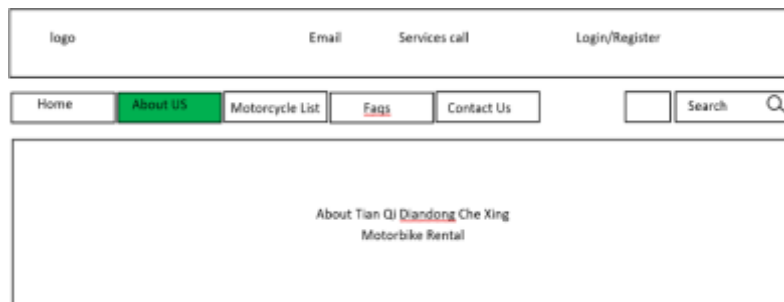 logo Email Services call Login/Register
Home About US Motorcycle List Faqs Contact Us Search
About Tian Qi Diandong Che Xing
Motorbike Rental